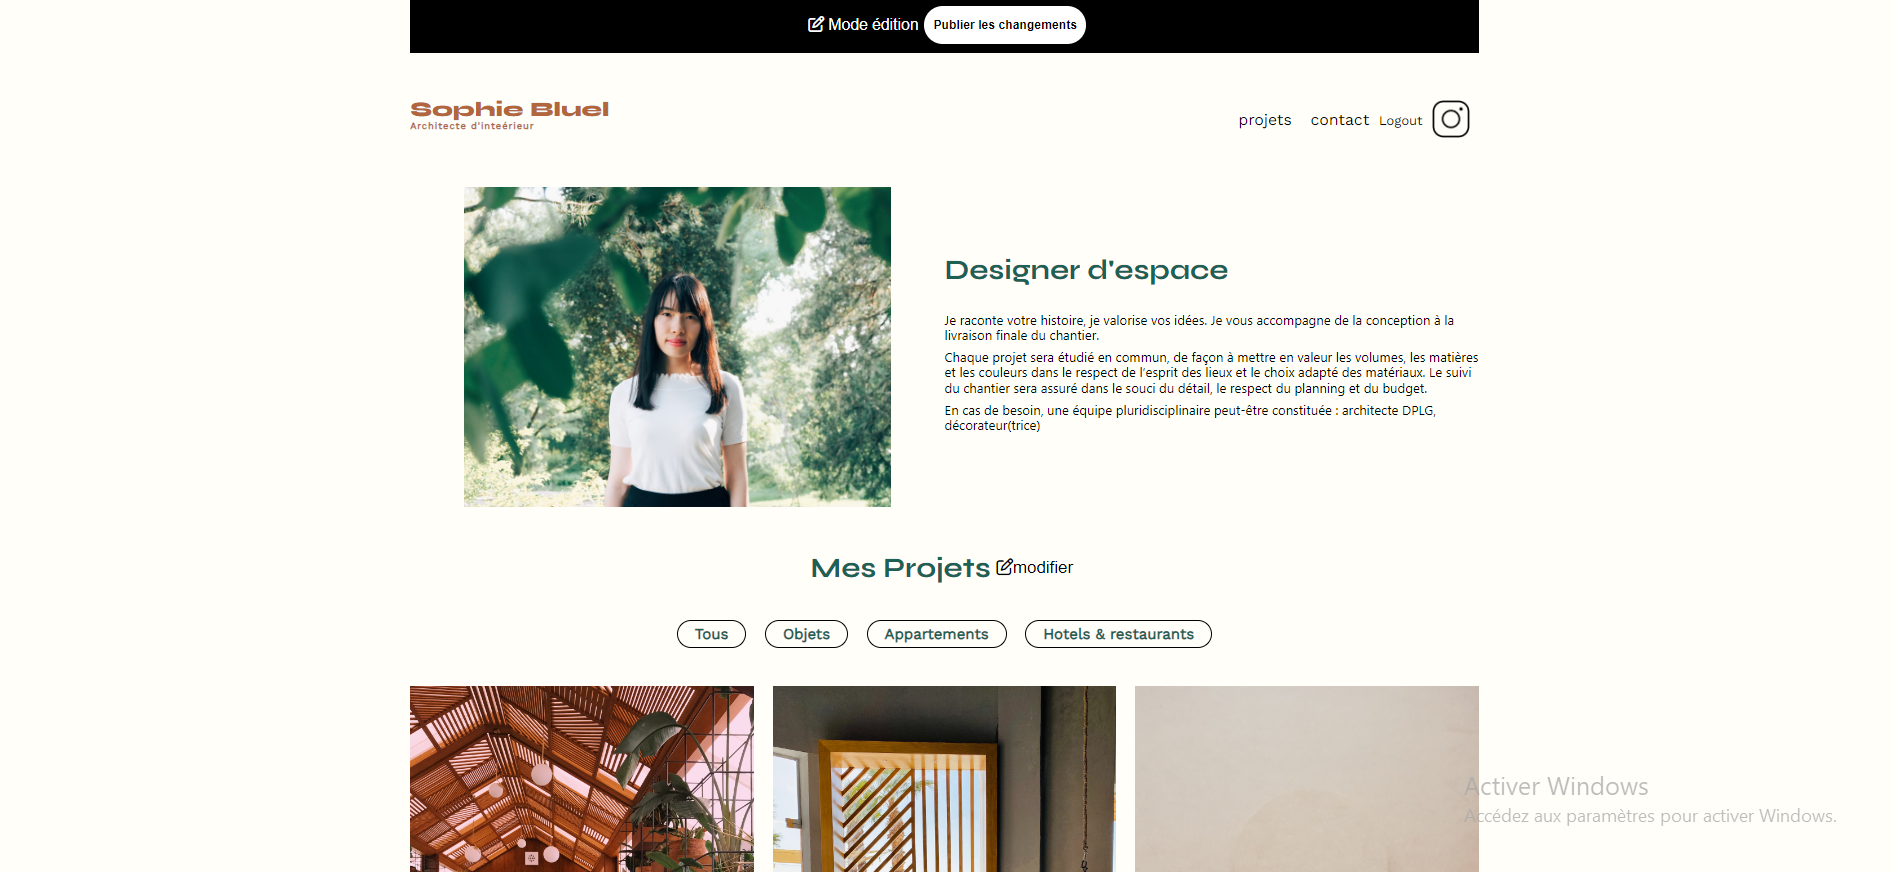 Mode édition Publier les changements
Sophie Bluel
Architecte d'inteérieur
projets contact Logout
Designer d'espace
Je raconte votre histoire, je valorise vos idées. Je vous accompagne de la conception à la
livraison finale du chantier.
Chaque projet sera étudié en commun, de façon à mettre en valeur les volumes, les matières
et les couleurs dans le respect de l’esprit des lieux et le choix adapté des matériaux. Le suivi
du chantier sera assuré dans le souci du détail, le respect du planning et du budget.
En cas de besoin, une équipe pluridisciplinaire peut-être constituée : architecte DPLG,
décorateur(trice)
Mes Projets modifier
Tous Objets Appartements Hotels & restaurants
Activer Windows
Accédez aux paramètres pour activer Windows.